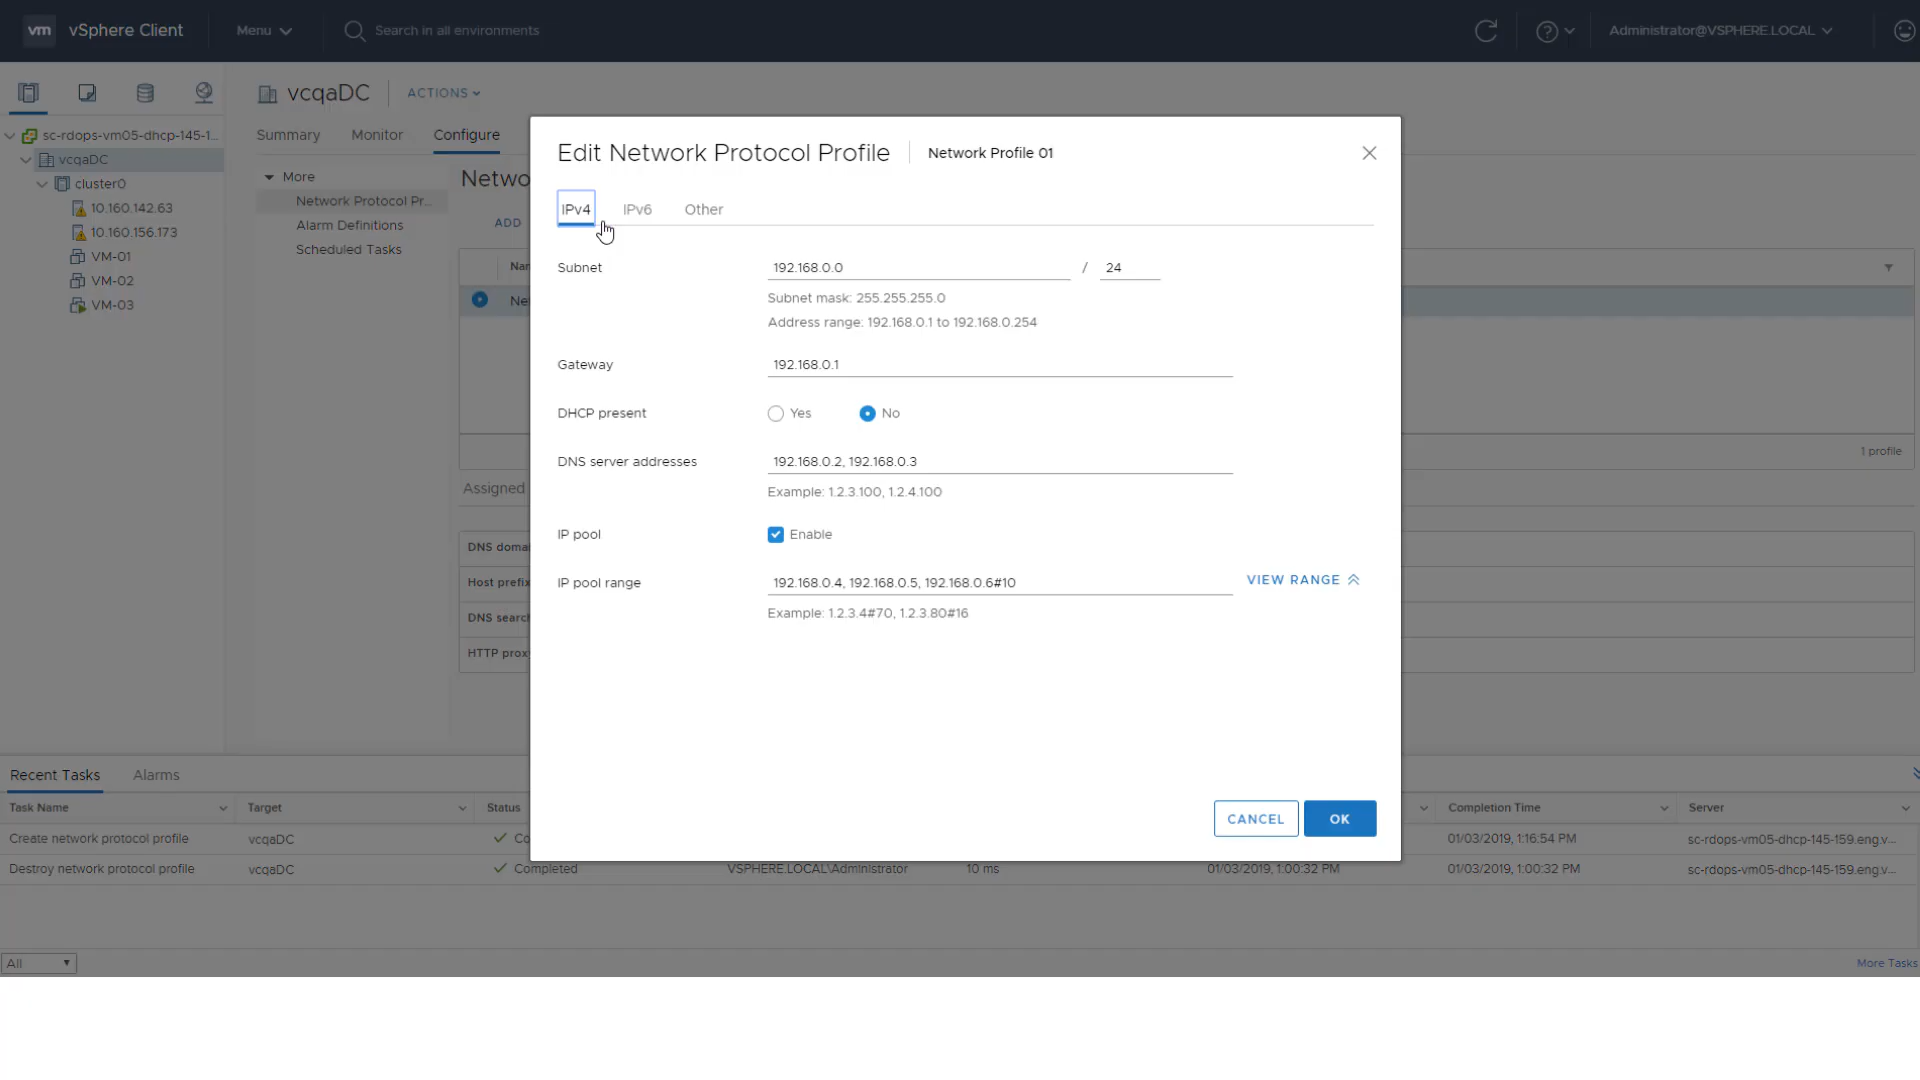 vm vSphere Client Menu Search in all environments Administrator@VSPHERE.LOCAL
vcqaDC ACTIONS
sc-rdops-vm05-dhcp-145-1...
vcqaDC
cluster0
10.160.142.63
10.160.156.173
VM-01
VM-02
VM-03
Summary Monitor Configure
More
Network Protocol Pr...
Alarm Definitions
Scheduled Tasks
Netwo
ADD
Nam
Ne
1 profile
Assigned
DNS doma
Host prefix
DNS searc
HTTP prox
Edit Network Protocol Profile Network Profile 01
IPv4 IPv6 Other
Subnet 192.168.0.0 / 24
Subnet mask: 255.255.255.0
Address range: 192.168.0.1 to 192.168.0.254
Gateway 192.168.0.1
DHCP present Yes No
DNS server addresses 192.168.0.2, 192.168.0.3
Example: 1.2.3.100, 1.2.4.100
IP pool Enable
IP pool range 192.168.0.4, 192.168.0.5, 192.168.0.6#10 VIEW RANGE
Example: 1.2.3.4#70, 1.2.3.80#16
CANCEL OK
Recent Tasks Alarms
Task Name Target Status Completion Time Server
Create network protocol profile vcqaDC Co 01/03/2019, 1:16:54 PM sc-rdops-vm05-dhcp-145-159.eng.v...
Destroy network protocol profile vcqaDC Completed VSPHERE.LOCAL\Administrator 10 ms 01/03/2019, 1:00:32 PM 01/03/2019, 1:00:32 PM sc-rdops-vm05-dhcp-145-159.eng.v...
All More Tasks